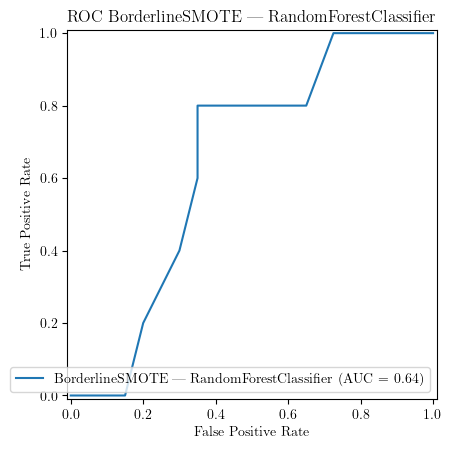 ROC BorderlineSMOTE — RandomForestClassifier
True Positive Rate
1.0
0.8
0.6
0.4
0.2
0.0
BorderlineSMOTE — RandomForestClassifier (AUC = 0.64)
0.0 0.2 0.4 0.6 0.8 1.0
False Positive Rate